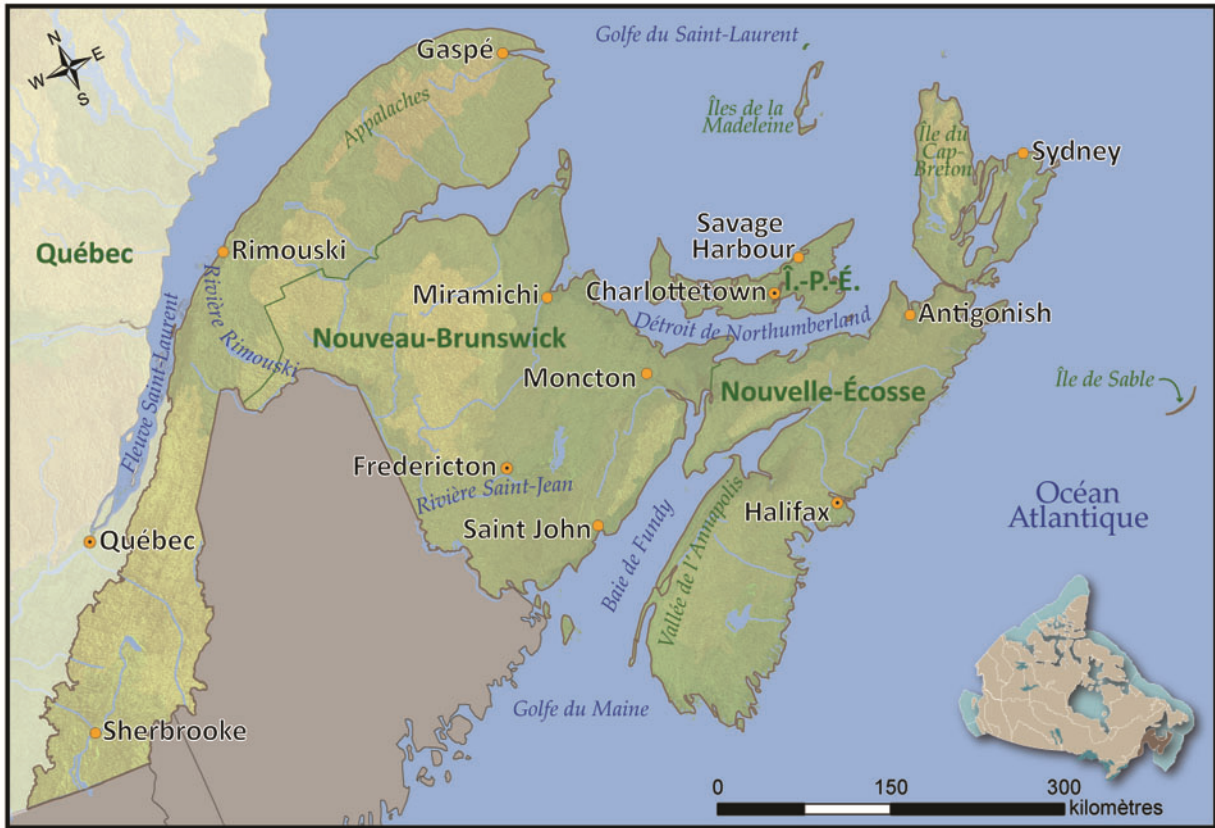 N
E
W
S
Golfe du Saint-Laurent
Gaspé
Appalaches
Îles de la
Madeleine
Île du
Cap-
Breton
Sydney
Québec
Rimouski
Savage
Harbour
Î.-P.-É.
Rivière Rimouski
Miramichi
Charlottetown
Antigonish
Détroit de Northumberland
Nouveau-Brunswick
Fleuve Saint-Laurent
Moncton
Nouvelle-Écosse
Île de Sable
Fredericton
Rivière Saint-Jean
Océan
Atlantique
Halifax
Saint John
Québec
Baie de Fundy
Vallée de l'Annapolis
Golfe du Maine
Sherbrooke
0
150
300
kilomètres